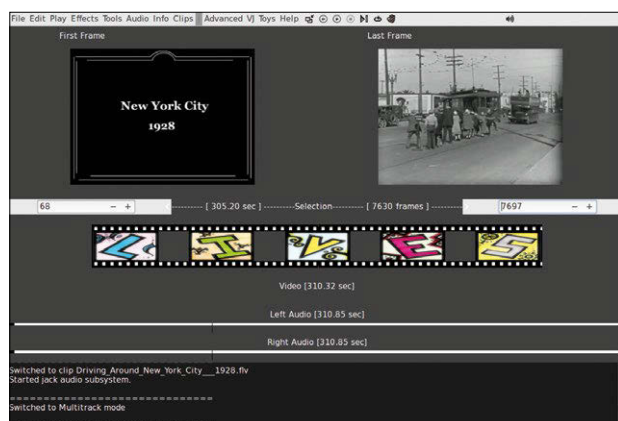 File Edit Play Effects Tools Audio Info Clips Advanced VJ Toys Help
First Frame
Last Frame
New York City
1928
68 - + ---------- [ 305.20 sec ] ----------Selection---------- [ 7630 frames ] ---------- 7697 - +
LIVES
Video [310.32 sec]
Left Audio [310.85 sec]
Right Audio [310.85 sec]
Switched to clip Driving_Around_New_York_City___1928.flv
Started jack audio subsystem.
==============================
Switched to Multitrack mode